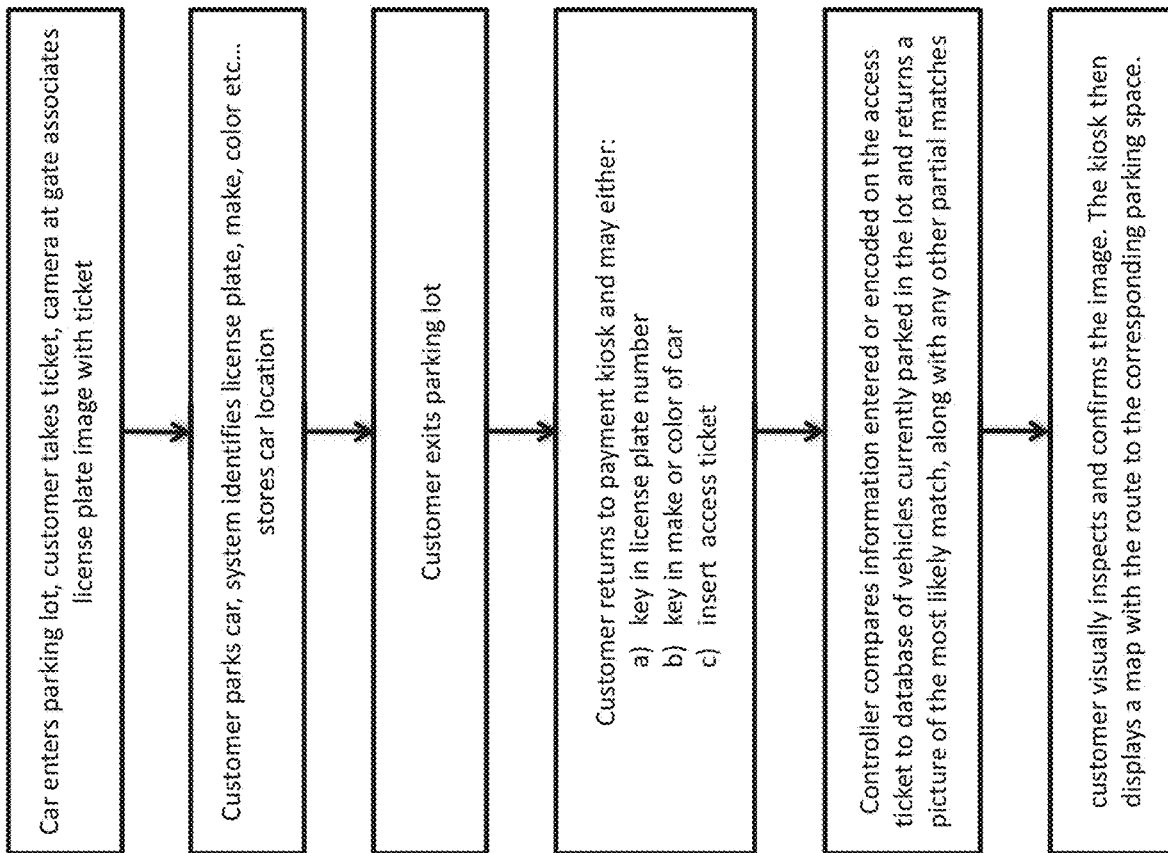 Car enters parking lot, customer takes ticket, camera at gate associates
license plate image with ticket
Customer parks car, system identifies license plate, make, color etc...
stores car location
Customer exits parking lot
Customer returns to payment kiosk and may either:
a) key in license plate number
b) key in make or color of car
c) insert access ticket
Controller compares information entered or encoded on the access
ticket to database of vehicles currently parked in the lot and returns a
picture of the most likely match, along with any other partial matches
customer visually inspects and confirms the image. The kiosk then
displays a map with the route to the corresponding parking space.